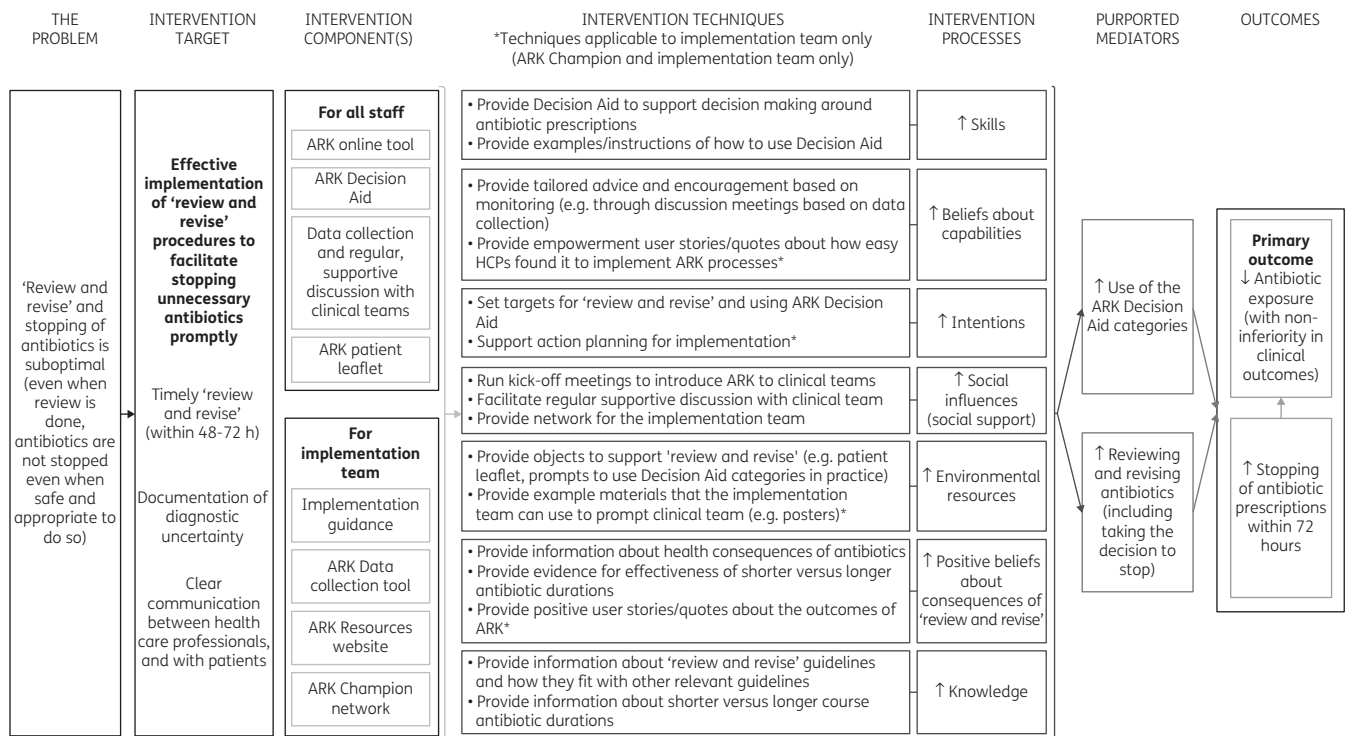 THE
PROBLEM
INTERVENTION
TARGET
INTERVENTION
COMPONENT(S)
INTERVENTION TECHNIQUES
*Techniques applicable to implementation team only
(ARK Champion and implementation team only)
INTERVENTION
PROCESSES
PURPORTED
MEDIATORS
OUTCOMES
‘Review and
revise’ and
stopping of
antibiotics is
suboptimal
(even when
review is
done,
antibiotics are
not stopped
even when
safe and
appropriate to
do so)
Effective
implementation
of ‘review and
revise’
procedures to
facilitate
stopping
unnecessary
antibiotics
promptly
Timely ‘review
and revise’
(within 48-72 h)
Documentation of
diagnostic
uncertainty
Clear
communication
between health
care professionals,
and with patients
For all staff
ARK online tool
ARK Decision
Aid
Data collection
and regular,
supportive
discussion with
clinical teams
ARK patient
leaflet
For
implementation
team
Implementation
guidance
ARK Data
collection tool
ARK Resources
website
ARK Champion
network
• Provide Decision Aid to support decision making around
antibiotic prescriptions
• Provide examples/instructions of how to use Decision Aid
↑ Skills
• Provide tailored advice and encouragement based on
monitoring (e.g. through discussion meetings based on data
collection)
• Provide empowerment user stories/quotes about how easy
HCPs found it to implement ARK processes*
↑ Beliefs about
capabilities
• Set targets for ‘review and revise’ and using ARK Decision
Aid
• Support action planning for implementation*
↑ Intentions
• Run kick-off meetings to introduce ARK to clinical teams
• Facilitate regular supportive discussion with clinical team
• Provide network for the implementation team
↑ Social
influences
(social support)
• Provide objects to support 'review and revise' (e.g. patient
leaflet, prompts to use Decision Aid categories in practice)
• Provide example materials that the implementation
team can use to prompt clinical team (e.g. posters)*
↑ Environmental
resources
• Provide information about health consequences of antibiotics
• Provide evidence for effectiveness of shorter versus longer
antibiotic durations
• Provide positive user stories/quotes about the outcomes of
ARK*
↑ Positive beliefs
about
consequences of
‘review and revise’
• Provide information about ‘review and revise’ guidelines
and how they fit with other relevant guidelines
• Provide information about shorter versus longer course
antibiotic durations
↑ Knowledge
↑ Use of the
ARK Decision
Aid categories
↑ Reviewing
and revising
antibiotics
(including
taking the
decision to
stop)
Primary
outcome
↓ Antibiotic
exposure
(with non-
inferiority in
clinical
outcomes)
↑ Stopping
of antibiotic
prescriptions
within 72
hours